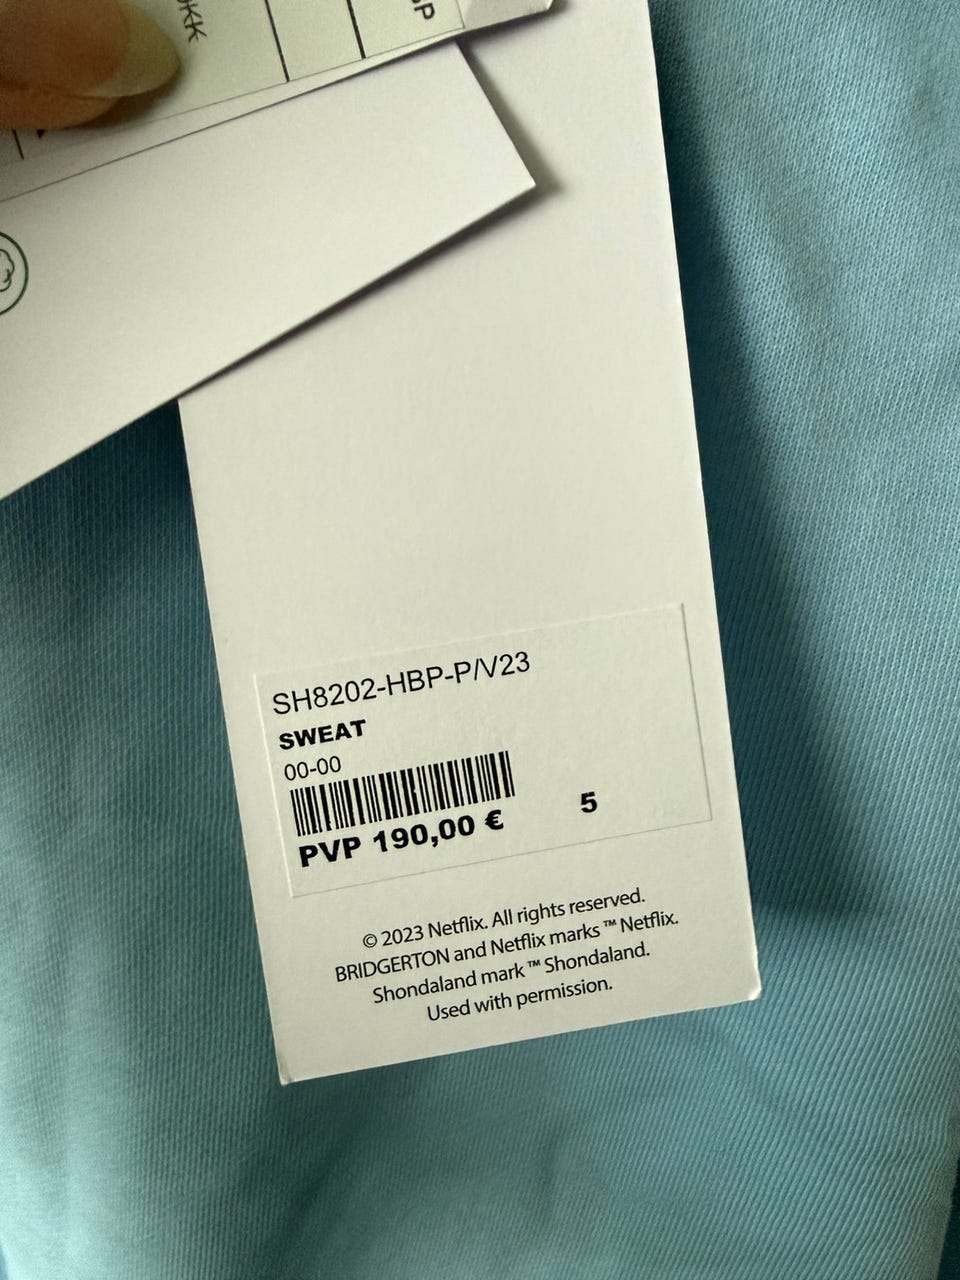 DKK
SH8202-HBP-P/V23
SWEAT
00-00
PVP 190,00 €
5
© 2023 Netflix. All rights reserved.
BRIDGERTON and Netflix marks ™ Netflix.
Shondaland mark ™ Shondaland.
Used with permission.